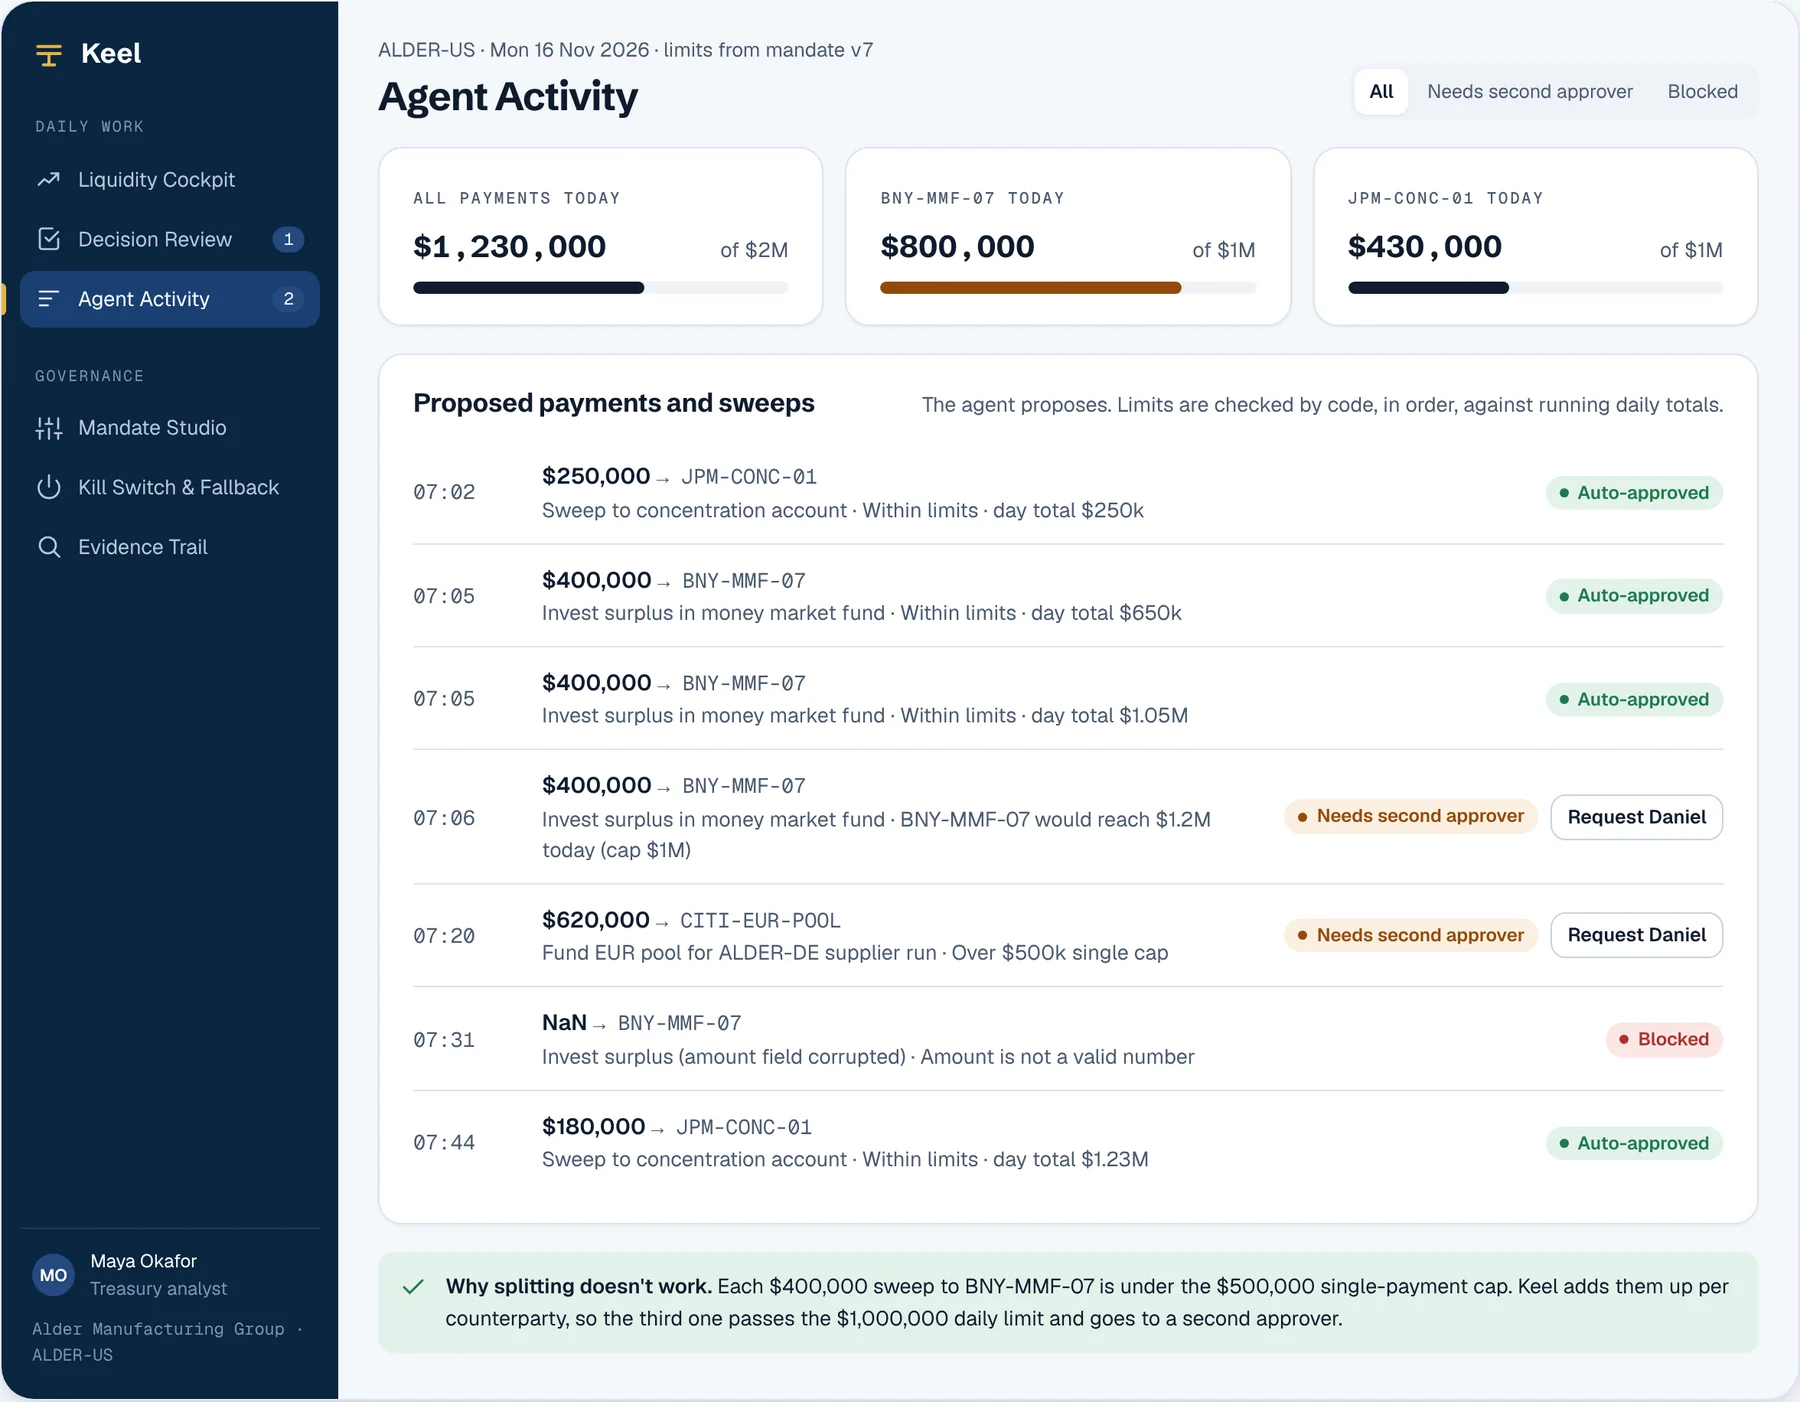 Keel
DAILY WORK
Liquidity Cockpit
Decision Review 1
Agent Activity 2
GOVERNANCE
Mandate Studio
Kill Switch & Fallback
Evidence Trail
MO
Maya Okafor
Treasury analyst
Alder Manufacturing Group ·
ALDER-US
ALDER-US · Mon 16 Nov 2026 · limits from mandate v7
Agent Activity
All Needs second approver Blocked
ALL PAYMENTS TODAY
$1,230,000 of $2M
BNY-MMF-07 TODAY
$800,000 of $1M
JPM-CONC-01 TODAY
$430,000 of $1M
Proposed payments and sweeps
The agent proposes. Limits are checked by code, in order, against running daily totals.
07:02
$250,000 → JPM-CONC-01
Sweep to concentration account · Within limits · day total $250k
Auto-approved
07:05
$400,000 → BNY-MMF-07
Invest surplus in money market fund · Within limits · day total $650k
Auto-approved
07:05
$400,000 → BNY-MMF-07
Invest surplus in money market fund · Within limits · day total $1.05M
Auto-approved
07:06
$400,000 → BNY-MMF-07
Invest surplus in money market fund · BNY-MMF-07 would reach $1.2M
today (cap $1M)
Needs second approver
Request Daniel
07:20
$620,000 → CITI-EUR-POOL
Fund EUR pool for ALDER-DE supplier run · Over $500k single cap
Needs second approver
Request Daniel
07:31
NaN → BNY-MMF-07
Invest surplus (amount field corrupted) · Amount is not a valid number
Blocked
07:44
$180,000 → JPM-CONC-01
Sweep to concentration account · Within limits · day total $1.23M
Auto-approved
Why splitting doesn't work. Each $400,000 sweep to BNY-MMF-07 is under the $500,000 single-payment cap. Keel adds them up per
counterparty, so the third one passes the $1,000,000 daily limit and goes to a second approver.